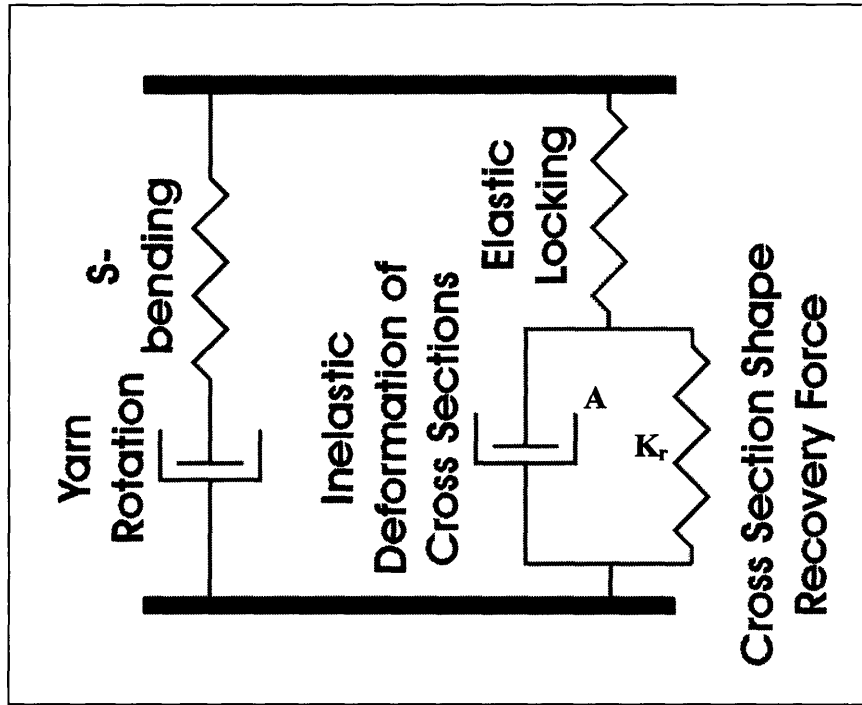 Yarn
Rotation
S-
bending
Inelastic
Deformation of
Cross Sections
Elastic
Locking
A
Kr
Cross Section Shape
Recovery Force